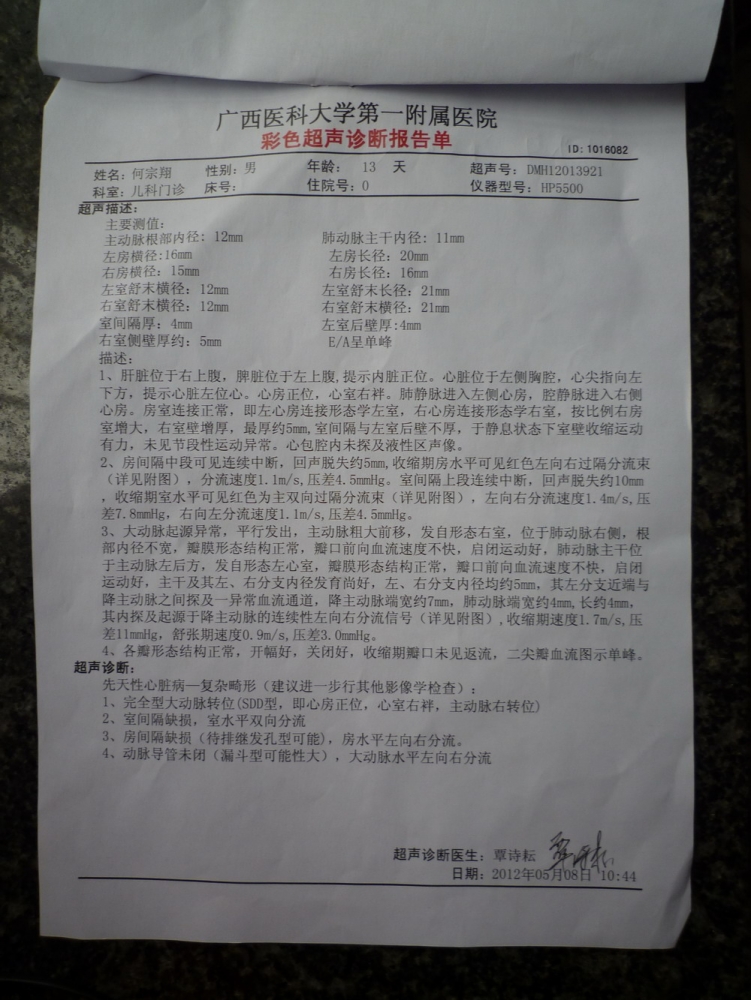 广西医科大学第一附属医院
彩色超声诊断报告单
ID: 1016082
姓名: 何宗翔 性别: 男 年龄: 13 天 超声号: DMH12013921
科室: 儿科门诊 床号: 住院号: 0 仪器型号: HP5500
超声描述:
主要测值:
主动脉根部内径: 12mm 肺动脉主干内径: 11mm
左房横径:16mm 左房长径: 20mm
右房横径: 15mm 右房长径: 16mm
左室舒末横径: 12mm 左室舒末长径: 21mm
右室舒末横径: 12mm 右室舒末横径: 21mm
室间隔厚: 4mm 左室后壁厚:4mm
右室侧壁厚约: 5mm E/A呈单峰
描述:
1、肝脏位于右上腹，脾脏位于左上腹,提示内脏正位。心脏位于左侧胸腔，心尖指向左
下方，提示心脏左位心。心房正位，心室右袢。肺静脉进入左侧心房，腔静脉进入右侧
心房。房室连接正常，即左心房连接形态学左室，右心房连接形态学右室，按比例右房
室增大，右室壁增厚，最厚约5mm,室间隔与左室后壁不厚，于静息状态下室壁收缩运动
有力，未见节段性运动异常。心包腔内未探及液性区声像。
2、房间隔中段可见连续中断，回声脱失约5mm,收缩期房水平可见红色左向右过隔分流束
（详见附图），分流速度1.1m/s,压差4.5mmHg。室间隔上段连续中断，回声脱失约10mm
，收缩期室水平可见红色为主双向过隔分流束（详见附图），左向右分流速度1.4m/s,压
差7.8mmHg，右向左分流速度1.1m/s,压差4.5mmHg。
3、大动脉起源异常，平行发出，主动脉粗大前移，发自形态右室，位于肺动脉右侧，根
部内径不宽，瓣膜形态结构正常，瓣口前向血流速度不快，启闭运动好，肺动脉主干位
于主动脉左后方，发自形态左心室，瓣膜形态结构正常，瓣口前向血流速度不快，启闭
运动好，主干及其左、右分支内径发育尚好，左、右分支内径均约5mm，其左分支近端与
降主动脉之间探及一异常血流通道，降主动脉端宽约7mm，肺动脉端宽约4mm,长约4mm，
其内探及起源于降主动脉的连续性左向右分流信号（详见附图）,收缩期速度1.7m/s,压
差11mmHg，舒张期速度0.9m/s,压差3.0mmHg。
4、各瓣形态结构正常，开幅好，关闭好，收缩期瓣口未见返流，二尖瓣血流图示单峰。
超声诊断:
先天性心脏病—复杂畸形（建议进一步行其他影像学检查）:
1、完全型大动脉转位(SDD型，即心房正位，心室右袢，主动脉右转位)
2、室间隔缺损，室水平双向分流
3、房间隔缺损（待排继发孔型可能),房水平左向右分流。
4、动脉导管未闭（漏斗型可能性大），大动脉水平左向右分流
超声诊断医生: 覃诗耘
日期: 2012年05月08日 10:44